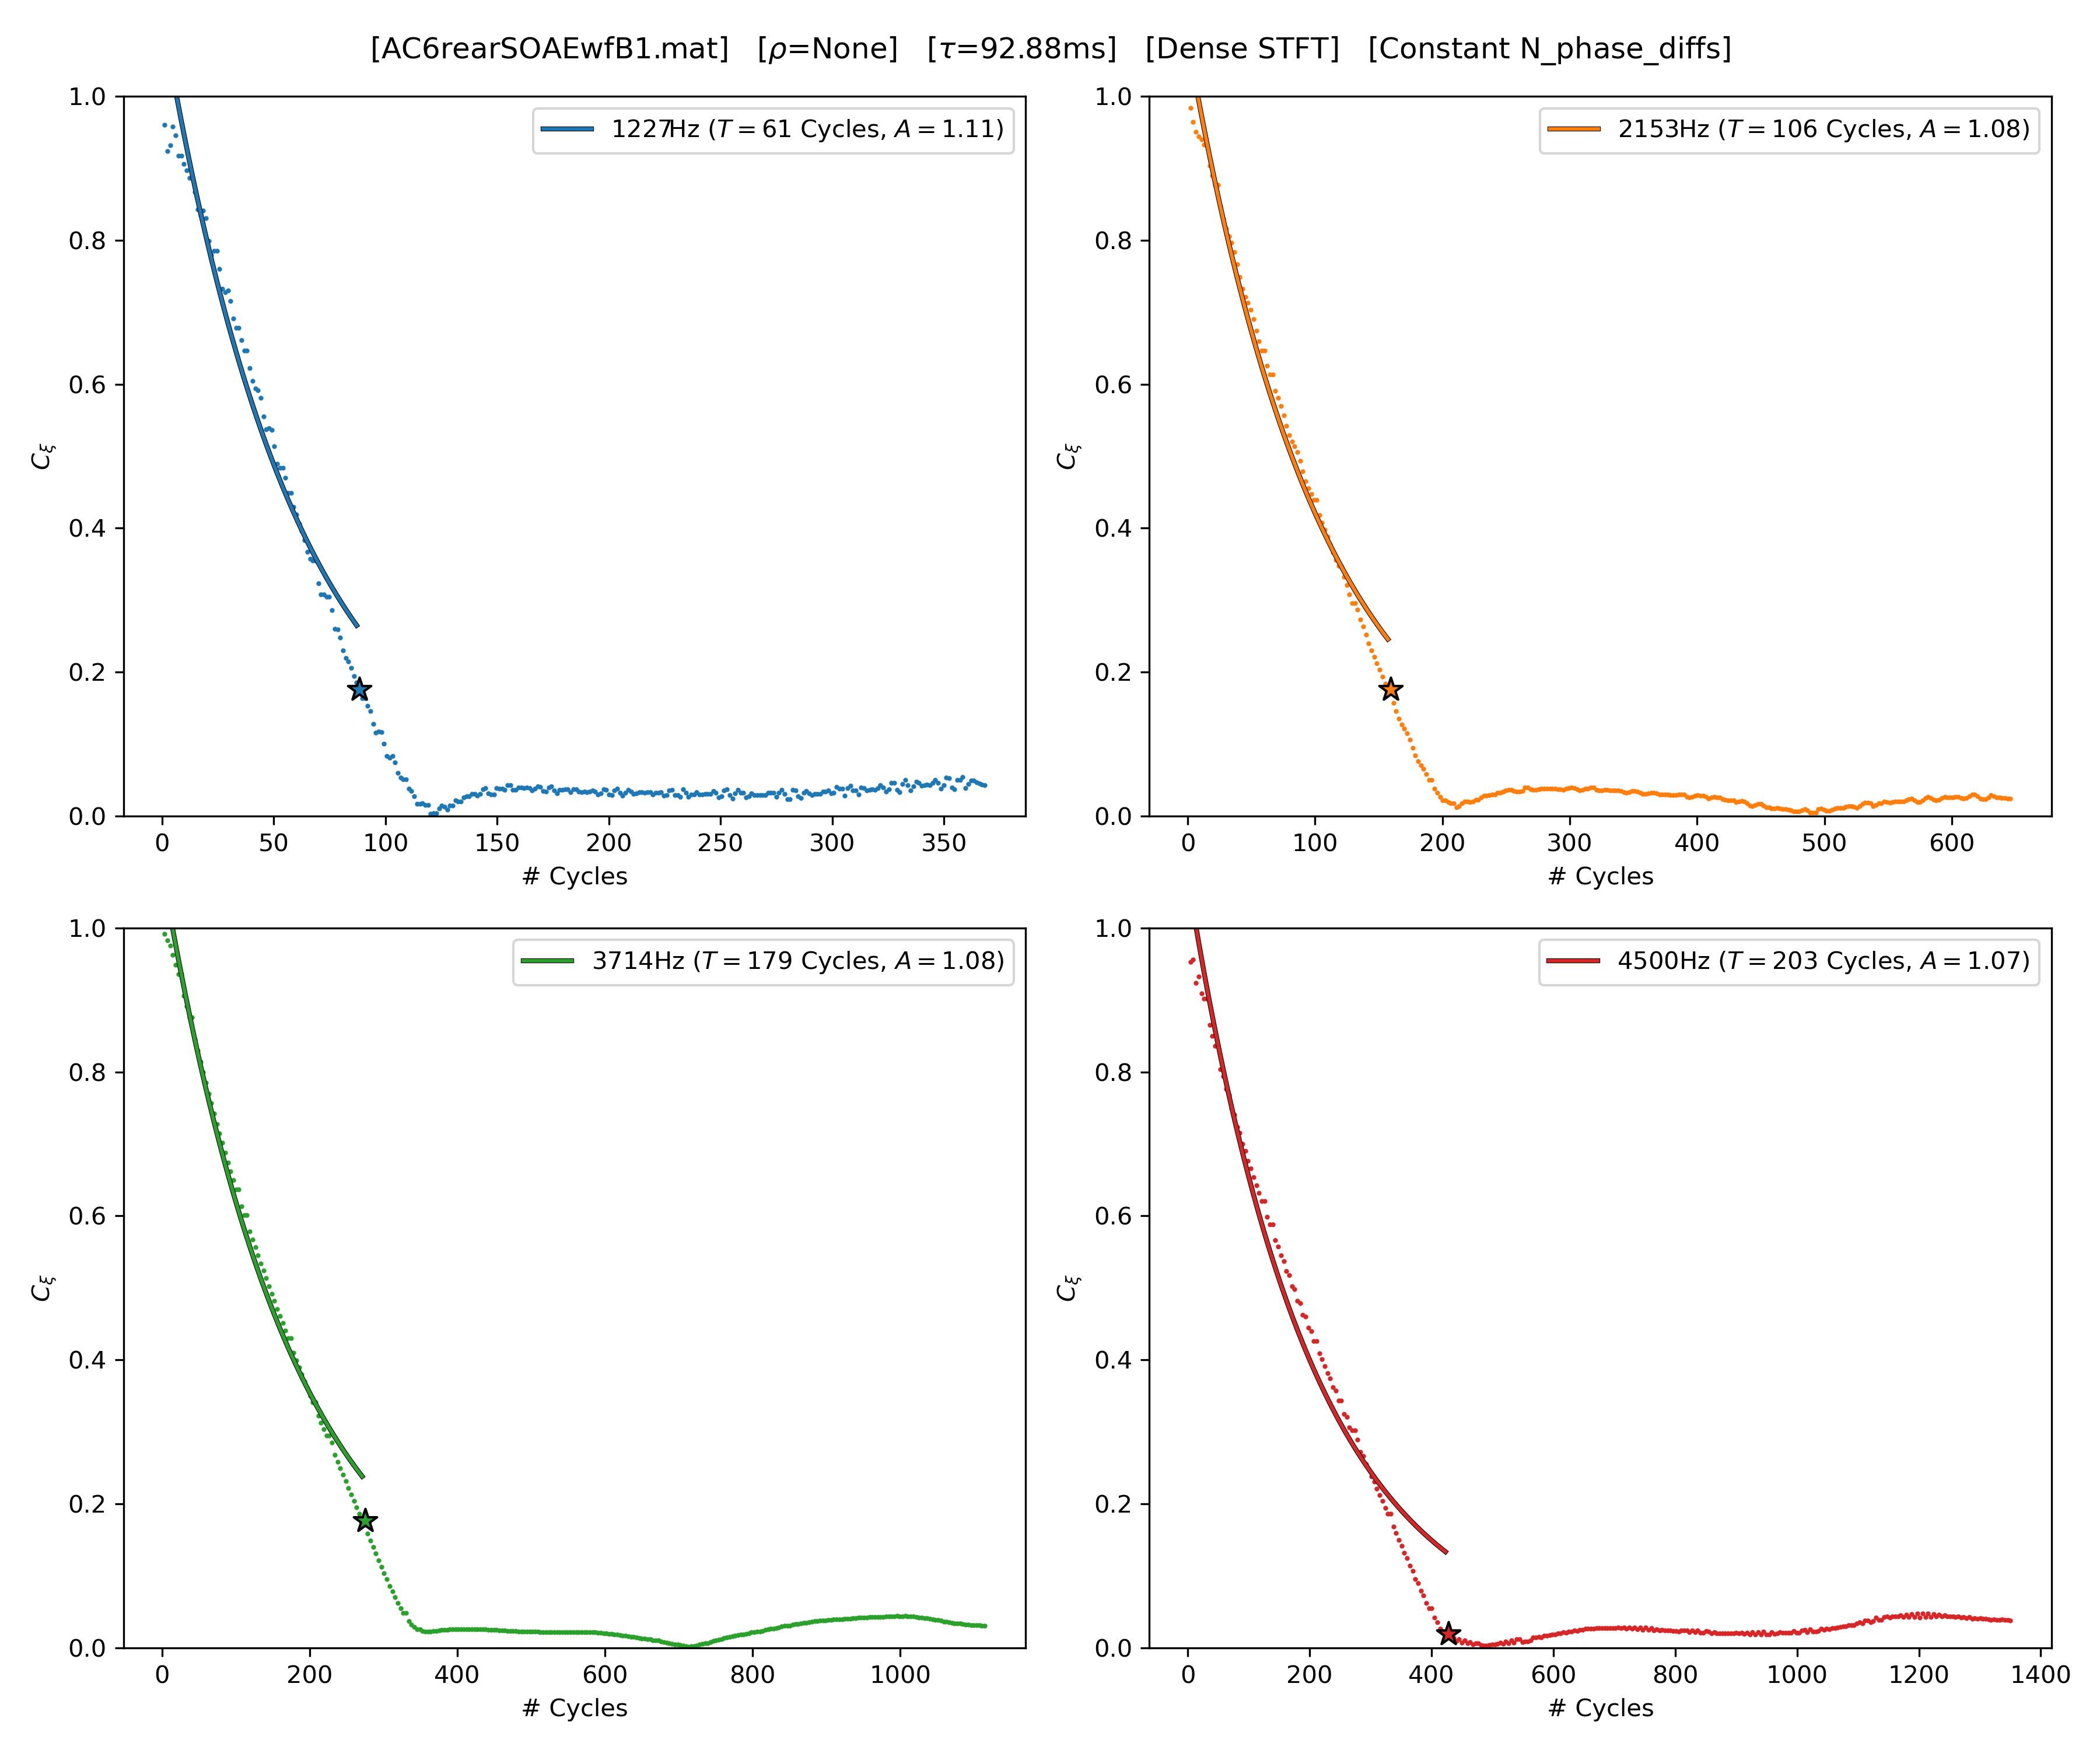 [AC6rearSOAEwfB1.mat]   [ρ=None]   [τ=92.88ms]   [Dense STFT]   [Constant N_phase_diffs]
1227Hz (T = 61 Cycles, A = 1.11)
1.0
0.8
0.6
0.4
0.2
0.0
Cξ
0 50 100 150 200 250 300 350
# Cycles
2153Hz (T = 106 Cycles, A = 1.08)
1.0
0.8
0.6
0.4
0.2
0.0
Cξ
0 100 200 300 400 500 600
# Cycles
3714Hz (T = 179 Cycles, A = 1.08)
1.0
0.8
0.6
0.4
0.2
0.0
Cξ
0 200 400 600 800 1000
# Cycles
4500Hz (T = 203 Cycles, A = 1.07)
1.0
0.8
0.6
0.4
0.2
0.0
Cξ
0 200 400 600 800 1000 1200 1400
# Cycles